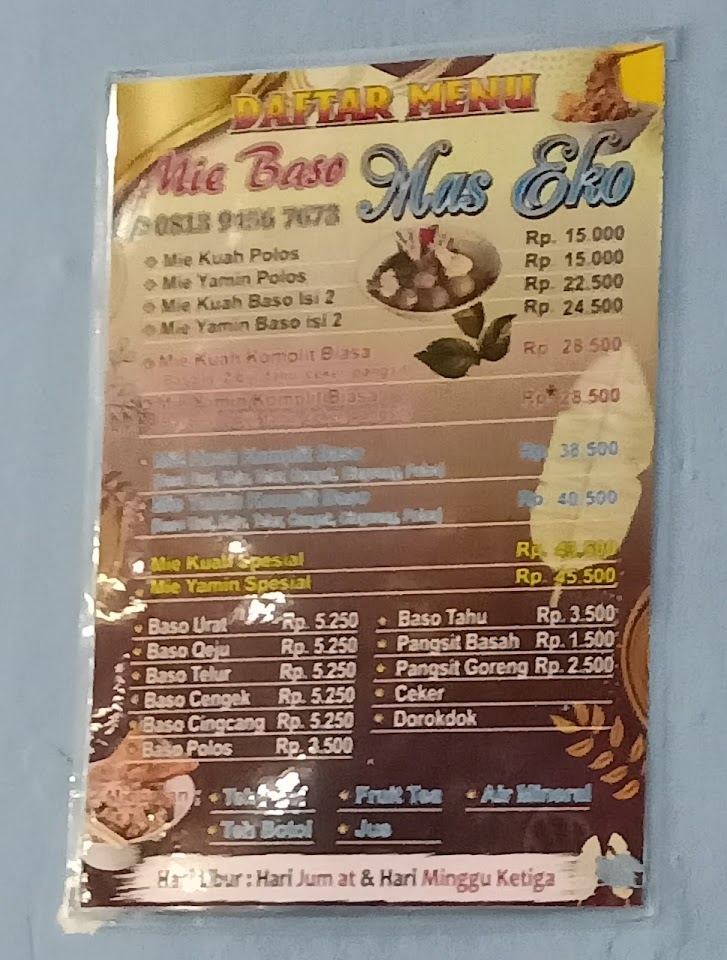 DAFTAR MENU
Mie Baso Mas Eko
Mie Kuah Polos Rp. 15.000
Mie Yamin Polos Rp. 15.000
Mie Kuah Baso Isi 2 Rp. 22.500
Mie Yamin Baso isi 2 Rp. 24.500
Mie Kuah Komplit Biasa Rp 28.500
Mie Yamin Komplit Biasa Rp 28.500
Rp. 38.500
Rp. 40.500
Mie Kuah Spesial Rp.
Mie Yamin Spesial Rp. 45.500
Baso Urat Rp. 5.250
Baso Qeju Rp. 5.250
Baso Telur Rp. 5.250
Baso Cengek Rp. 5.250
Baso Cingcang Rp. 5.250
Baso Polos Rp. 3.500
Baso Tahu Rp. 3.500
Pangsit Basah Rp. 1.500
Pangsit Goreng Rp. 2.500
Ceker
Dorokdok
Fruit Tea
Air Mineral
Teh Botol
Jus
Hari Libur : Hari Jum at & Hari Minggu Ketiga